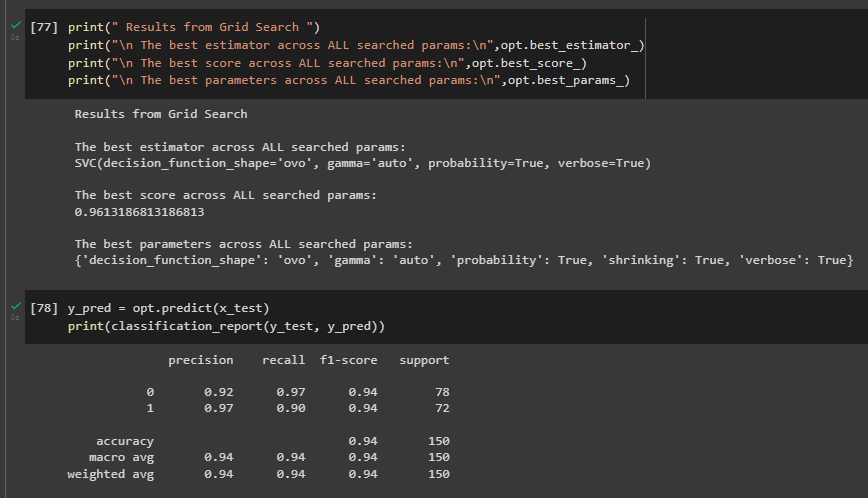 [77] print(" Results from Grid Search ")
print("\n The best estimator across ALL searched params:\n",opt.best_estimator_)
print("\n The best score across ALL searched params:\n",opt.best_score_)
print("\n The best parameters across ALL searched params:\n",opt.best_params_)
0s
Results from Grid Search
The best estimator across ALL searched params:
SVC(decision_function_shape='ovo', gamma='auto', probability=True, verbose=True)
The best score across ALL searched params:
0.9613186813186813
The best parameters across ALL searched params:
{'decision_function_shape': 'ovo', 'gamma': 'auto', 'probability': True, 'shrinking': True, 'verbose': True}
[78] y_pred = opt.predict(x_test)
print(classification_report(y_test, y_pred))
0s
precision recall f1-score support
0 0.92 0.97 0.94 78
1 0.97 0.90 0.94 72
accuracy 0.94 150
macro avg 0.94 0.94 0.94 150
weighted avg 0.94 0.94 0.94 150